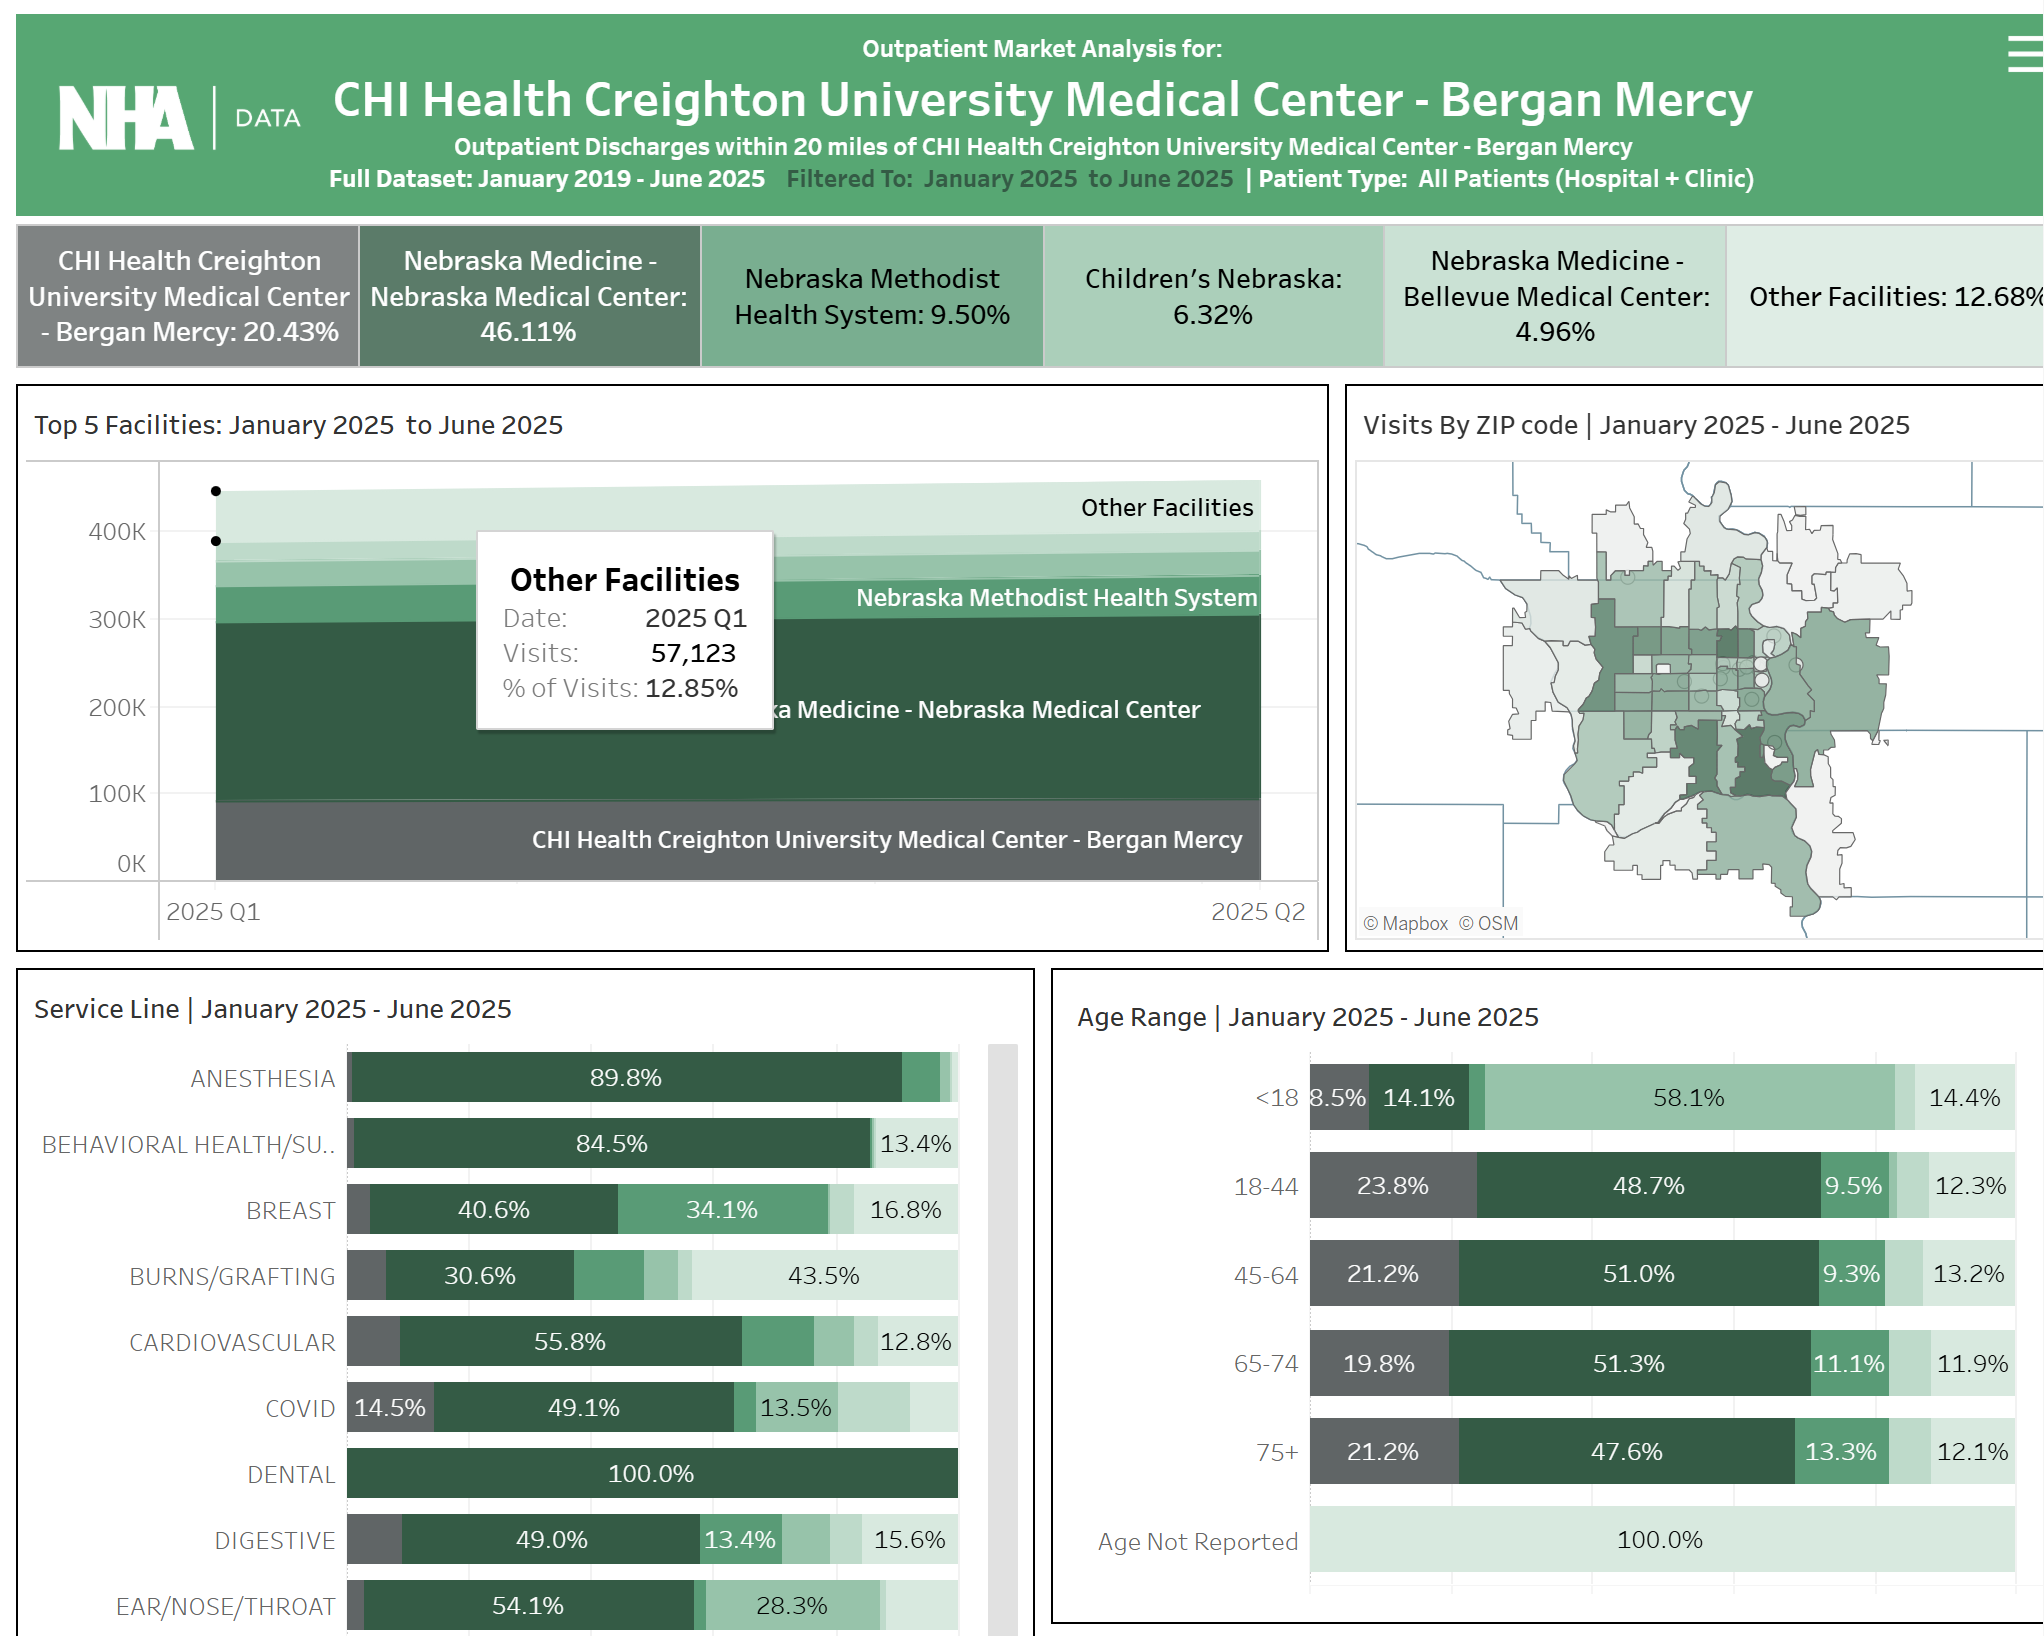 Outpatient Market Analysis for:
NHA | DATA
CHI Health Creighton University Medical Center - Bergan Mercy
Outpatient Discharges within 20 miles of CHI Health Creighton University Medical Center - Bergan Mercy
Full Dataset: January 2019 - June 2025 Filtered To: January 2025 to June 2025 | Patient Type: All Patients (Hospital + Clinic)
CHI Health Creighton
University Medical Center
- Bergan Mercy: 20.43%
Nebraska Medicine -
Nebraska Medical Center:
46.11%
Nebraska Methodist
Health System: 9.50%
Children's Nebraska:
6.32%
Nebraska Medicine -
Bellevue Medical Center:
4.96%
Other Facilities: 12.68%
Top 5 Facilities: January 2025 to June 2025
400K
300K
200K
100K
0K
2025 Q1
2025 Q2
Other Facilities
Nebraska Methodist Health System
ka Medicine - Nebraska Medical Center
CHI Health Creighton University Medical Center - Bergan Mercy
Other Facilities
Date: 2025 Q1
Visits: 57,123
% of Visits: 12.85%
Visits By ZIP code | January 2025 - June 2025
© Mapbox © OSM
Service Line | January 2025 - June 2025
ANESTHESIA 89.8%
BEHAVIORAL HEALTH/SU.. 84.5% 13.4%
BREAST 40.6% 34.1% 16.8%
BURNS/GRAFTING 30.6% 43.5%
CARDIOVASCULAR 55.8% 12.8%
COVID 14.5% 49.1% 13.5%
DENTAL 100.0%
DIGESTIVE 49.0% 13.4% 15.6%
EAR/NOSE/THROAT 54.1% 28.3%
Age Range | January 2025 - June 2025
<18 8.5% 14.1% 58.1% 14.4%
18-44 23.8% 48.7% 9.5% 12.3%
45-64 21.2% 51.0% 9.3% 13.2%
65-74 19.8% 51.3% 11.1% 11.9%
75+ 21.2% 47.6% 13.3% 12.1%
Age Not Reported 100.0%